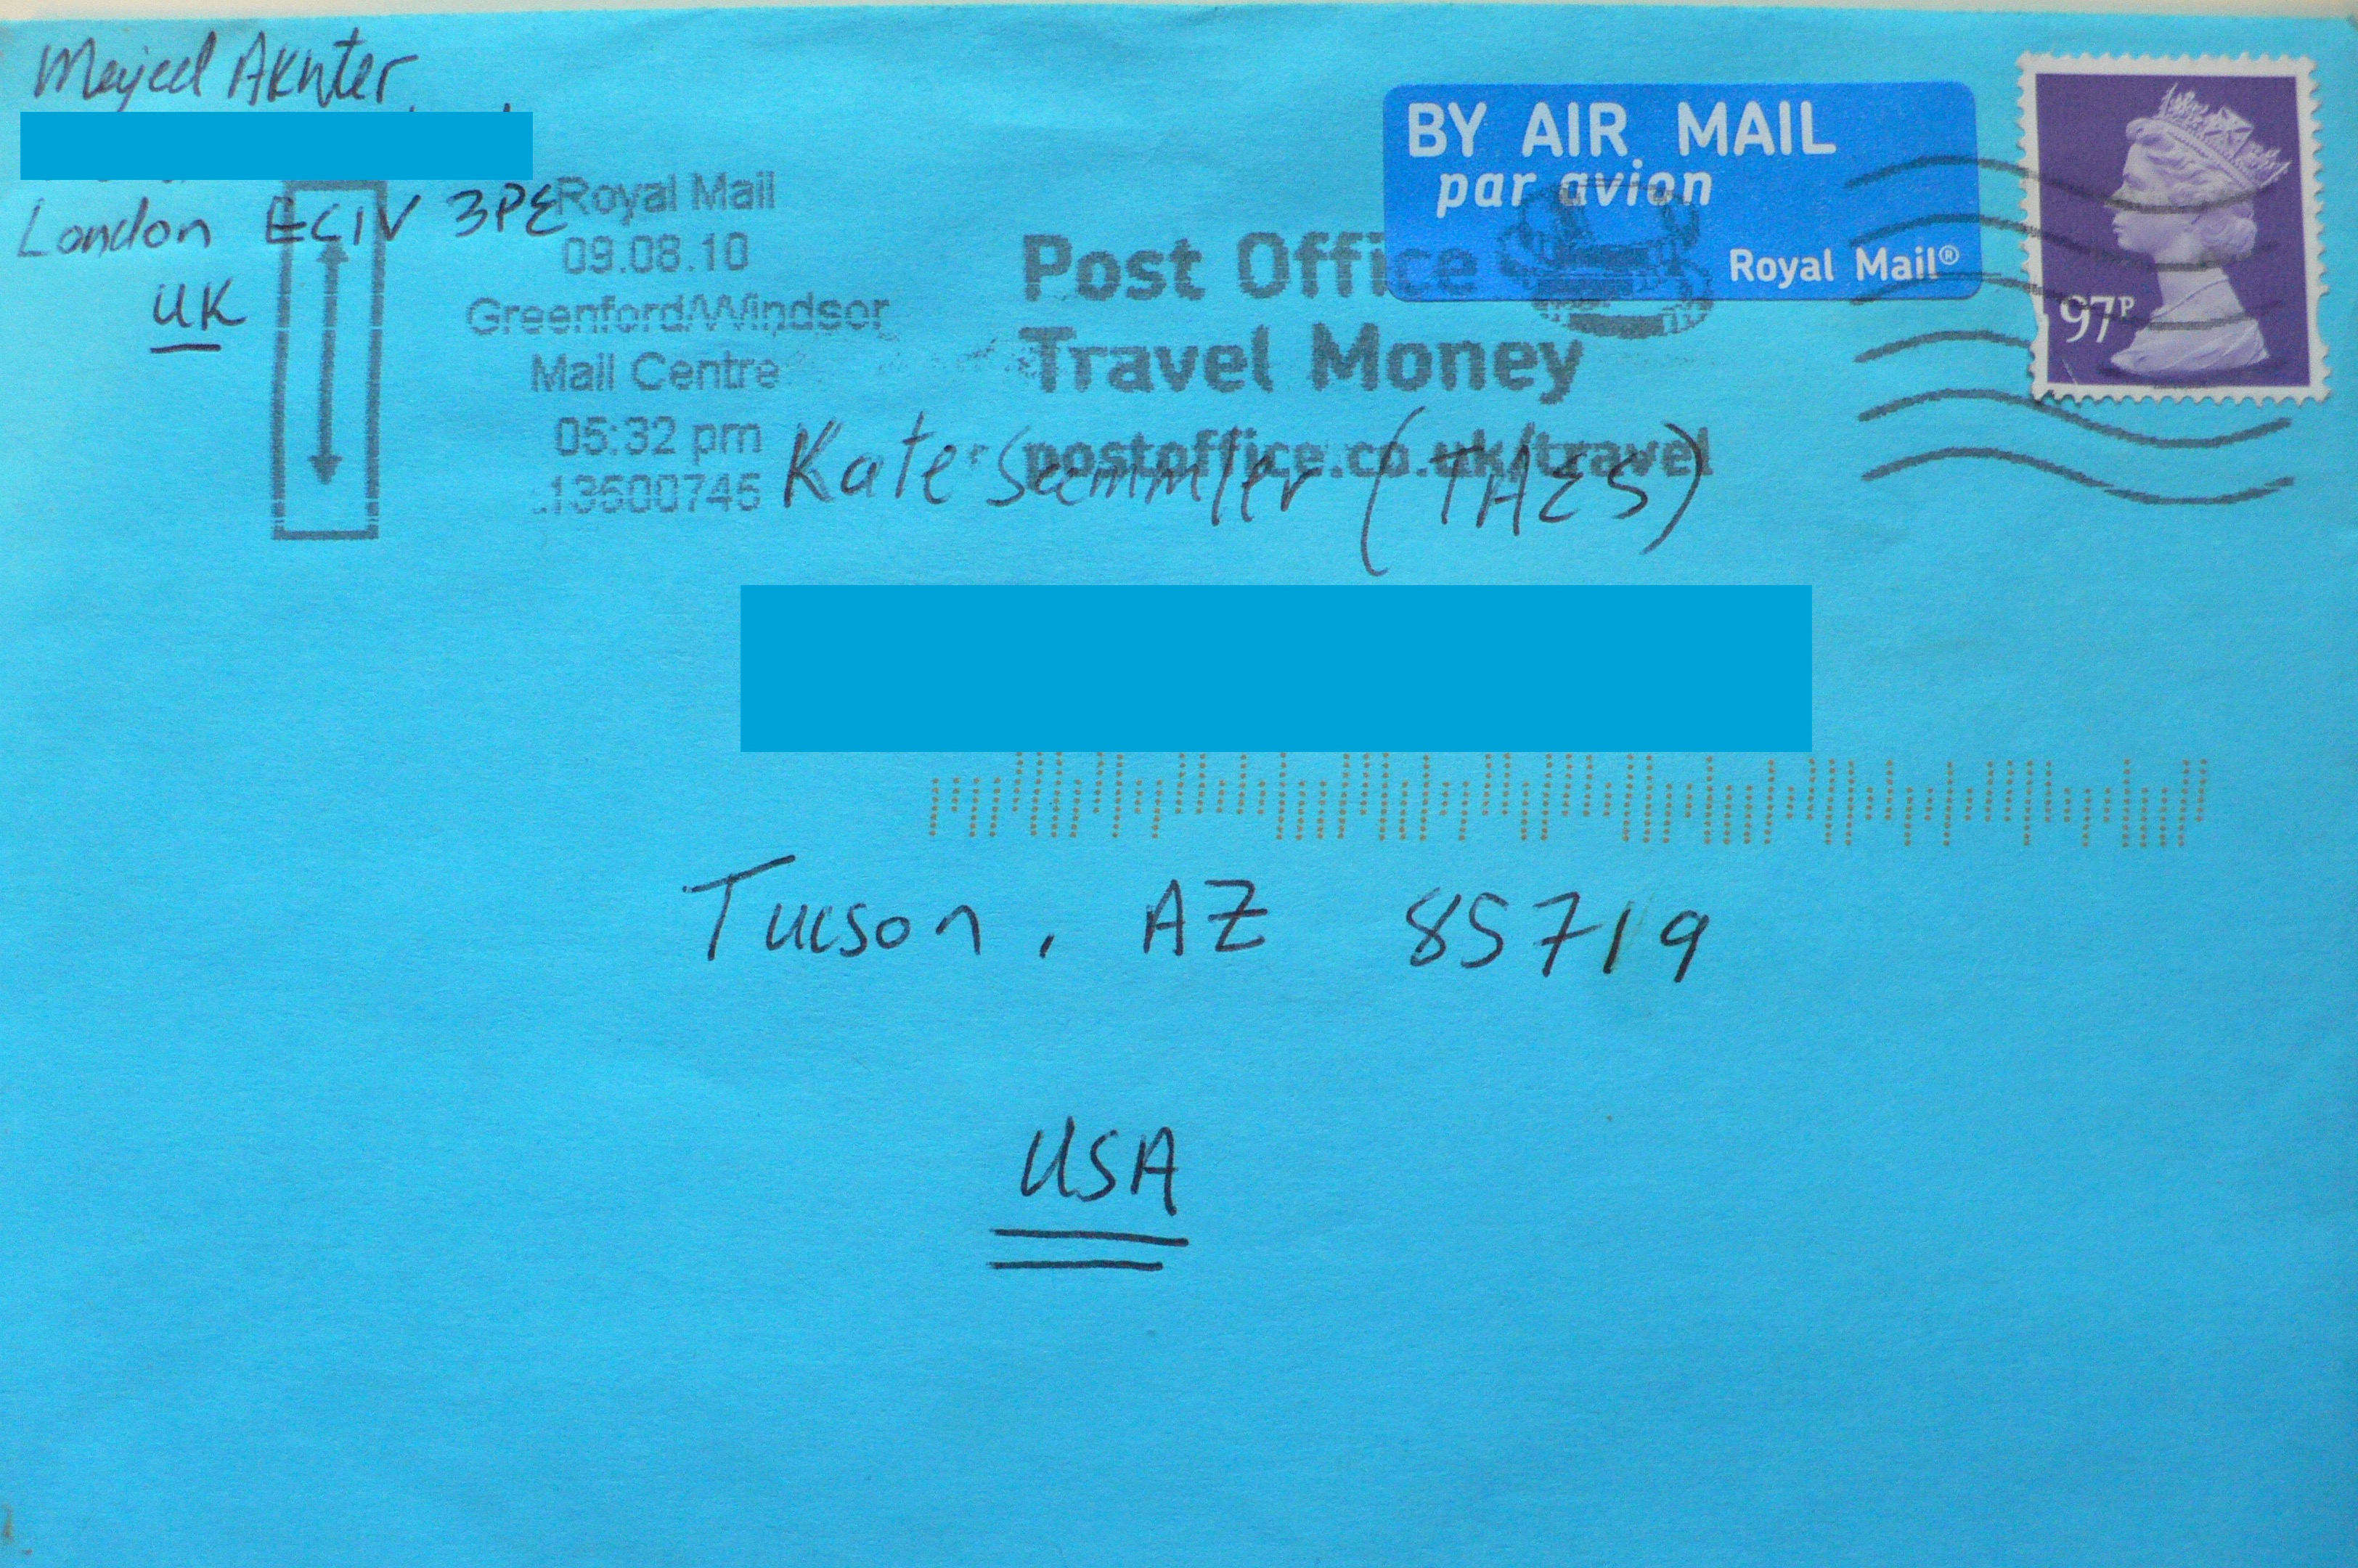 Majed Akhter
London EC1V 3PE
UK
Royal Mail
09.08.10
Greenford/Windsor
Mail Centre
05:32 pm
13600745
Post Office
Travel Money
postoffice.co.uk/travel
BY AIR MAIL
par avion
Royal Mail®
97P
Kate Sammler (THES)
Tucson, AZ 85719
USA